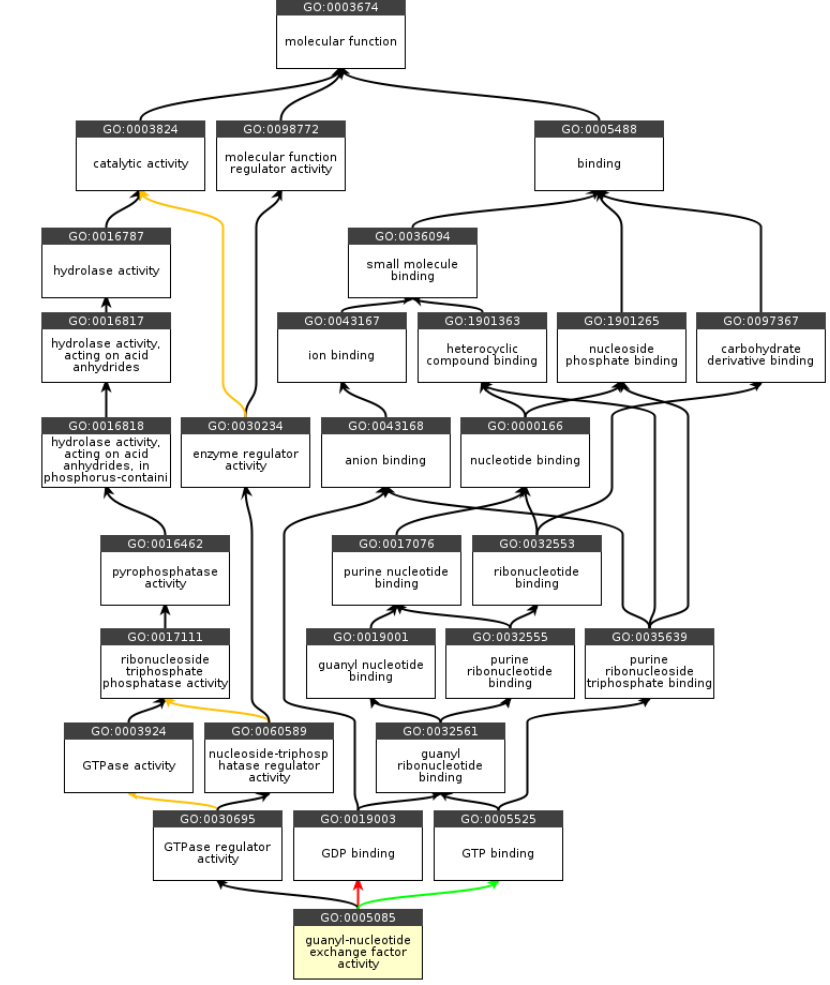 GO:0003674
molecular function
GO:0003824
catalytic activity
GO:0098772
molecular function
regulator activity
GO:0005488
binding
GO:0016787
hydrolase activity
GO:0036094
small molecule
binding
GO:0016817
hydrolase activity,
acting on acid
anhydrides
GO:0043167
ion binding
GO:1901363
heterocyclic
compound binding
GO:1901265
nucleoside
phosphate binding
GO:0097367
carbohydrate
derivative binding
GO:0016818
hydrolase activity,
acting on acid
anhydrides, in
phosphorus-containi
GO:0030234
enzyme regulator
activity
GO:0043168
anion binding
GO:0000166
nucleotide binding
GO:0016462
pyrophosphatase
activity
GO:0017076
purine nucleotide
binding
GO:0032553
ribonucleotide
binding
GO:0017111
ribonucleoside
triphosphate
phosphatase activity
GO:0019001
guanyl nucleotide
binding
GO:0032555
purine
ribonucleotide
binding
GO:0035639
purine
ribonucleoside
triphosphate binding
GO:0003924
GTPase activity
GO:0060589
nucleoside-triphosp
hatase regulator
activity
GO:0032561
guanyl
ribonucleotide
binding
GO:0030695
GTPase regulator
activity
GO:0019003
GDP binding
GO:0005525
GTP binding
GO:0005085
guanyl-nucleotide
exchange factor
activity